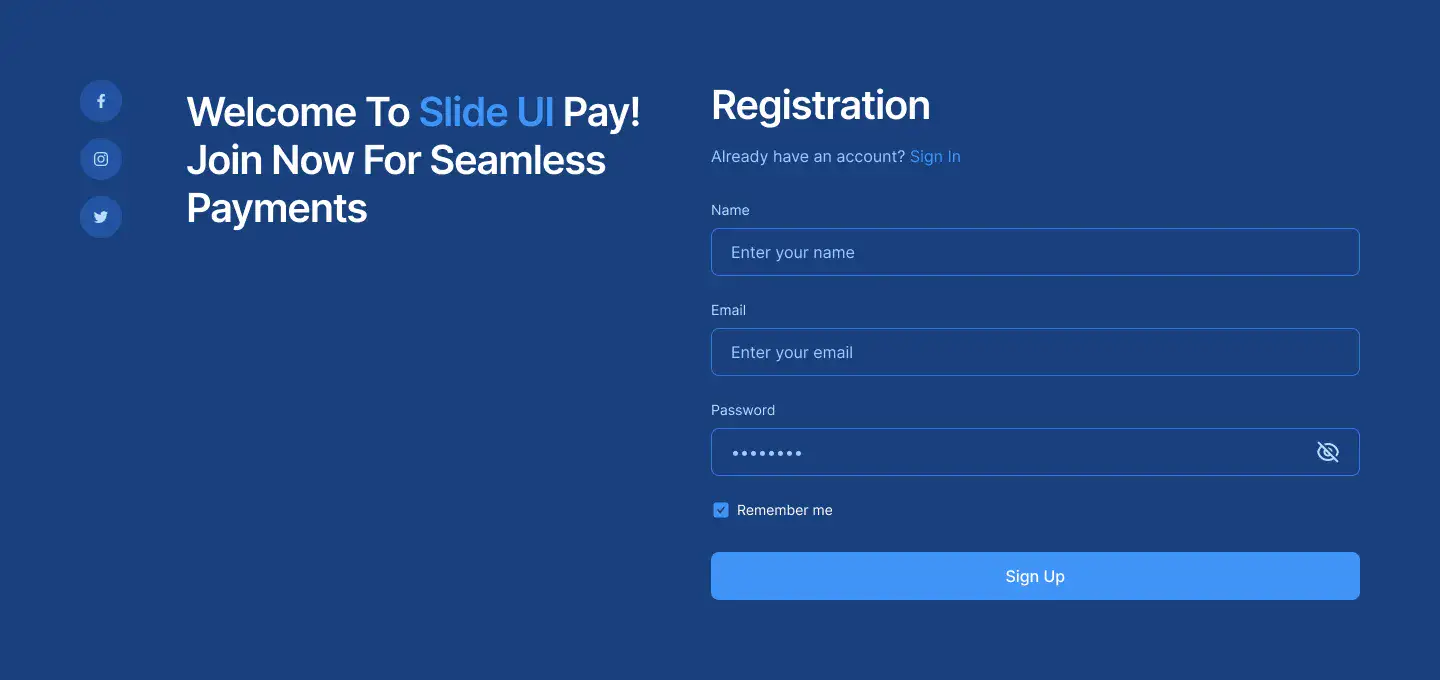 Welcome To Slide UI Pay!
Join Now For Seamless
Payments
Registration
Already have an account? Sign In
Name
Enter your name
Email
Enter your email
Password
••••••••
Remember me
Sign Up